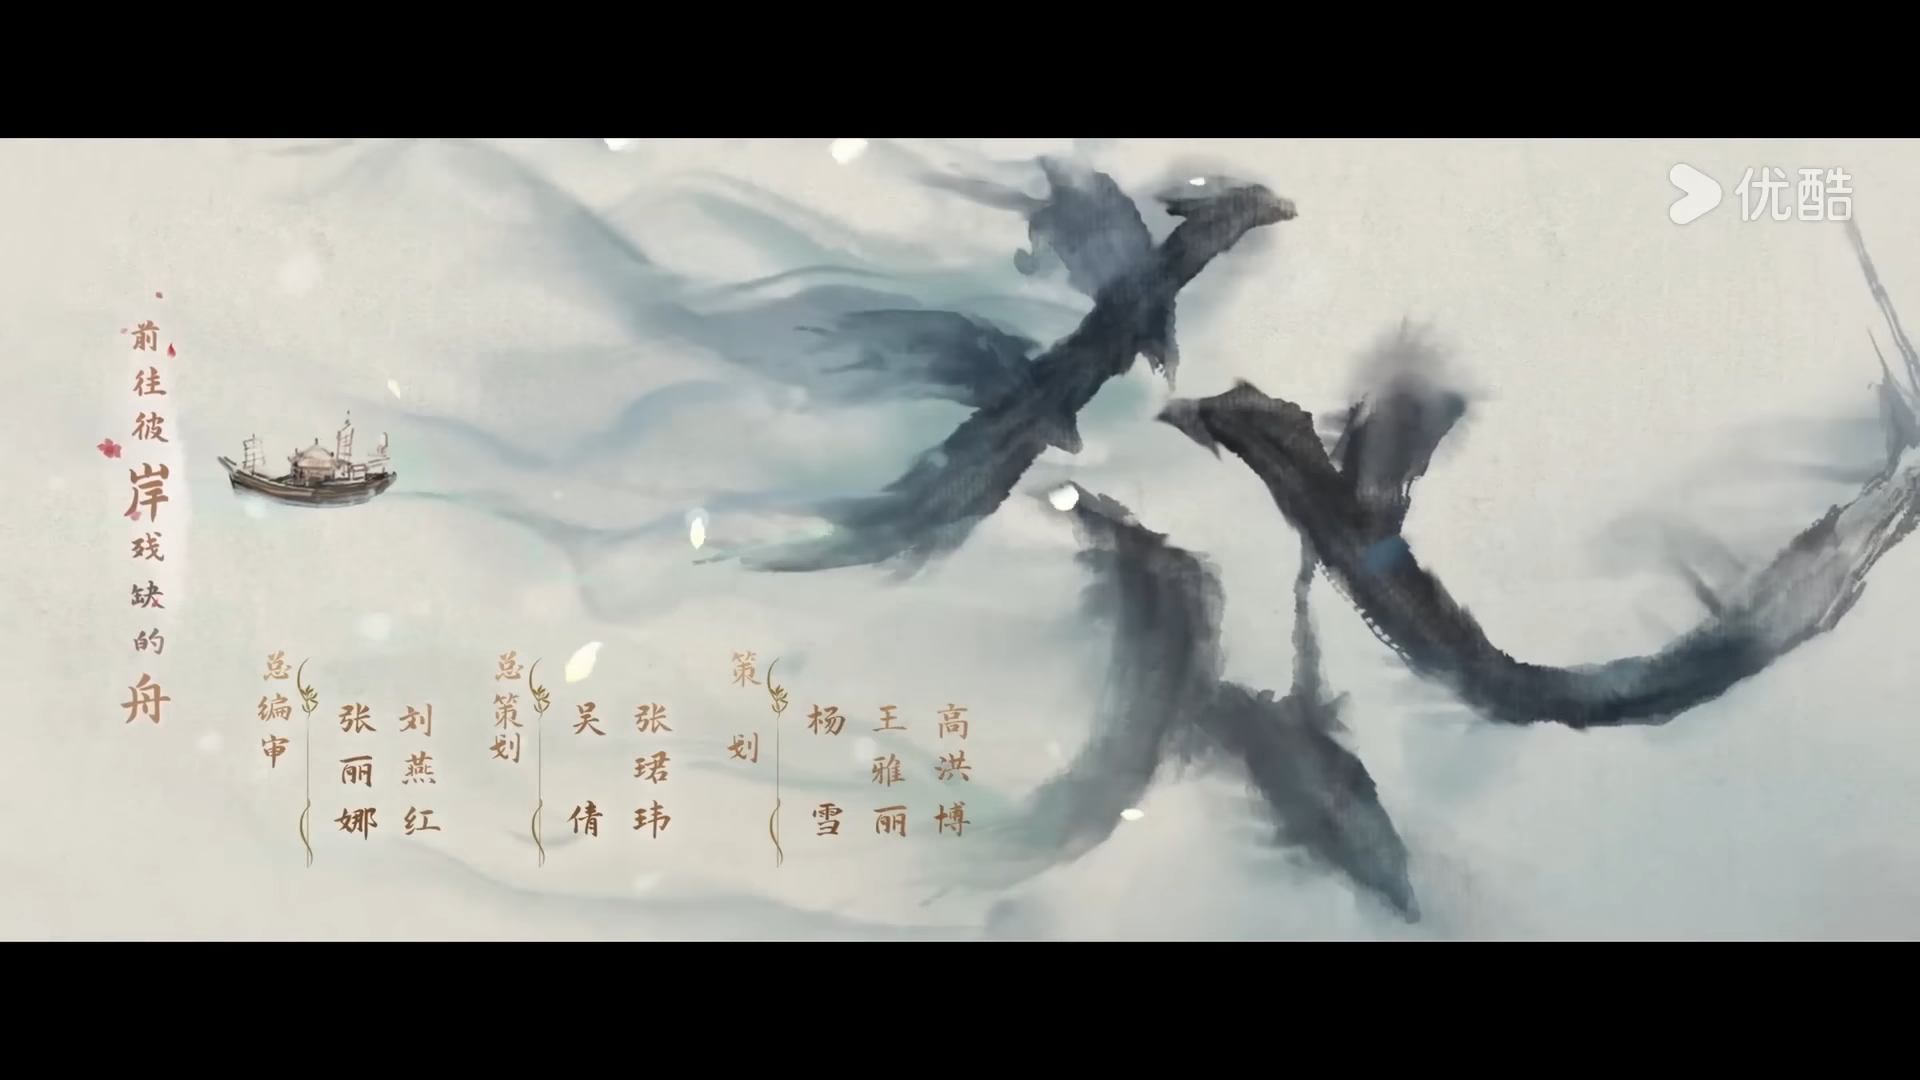 优酷
前往彼岸残缺的舟
总编审
张丽娜
刘燕红
总策划
吴倩
张珺玮
策划
杨雪
王雅丽
高洪博